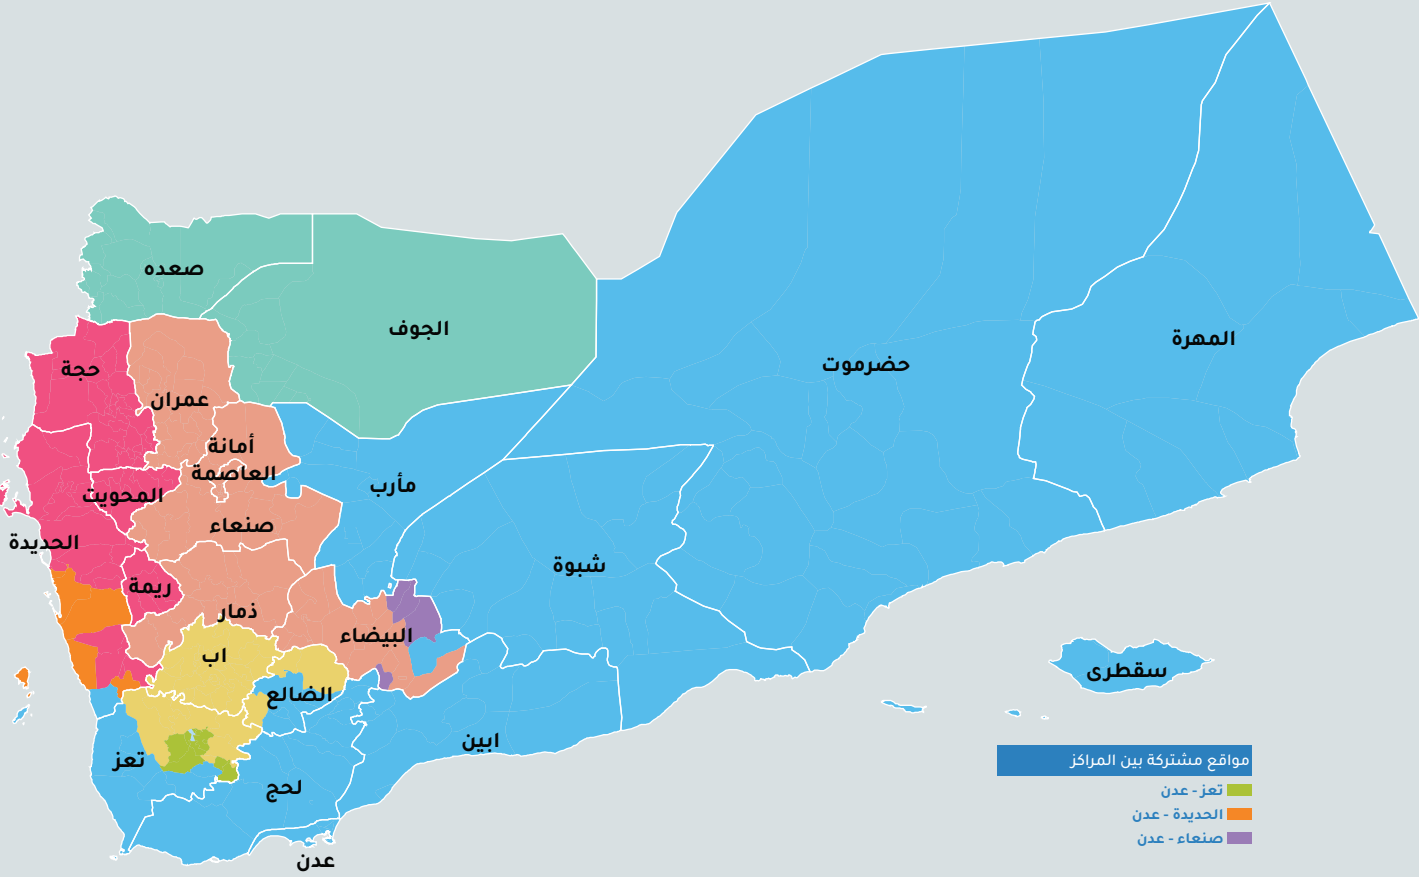 صعده
الجوف
حجة
عمران
حضرموت
المهرة
أمانة
العاصمة
مأرب
المحويت
صنعاء
الحديدة
شبوة
ريمة
ذمار
البيضاء
اب
الضالع
سقطرى
تعز
ابين
لحج
عدن
مواقع مشتركة بين المراكز
تعز - عدن
الحديدة - عدن
صنعاء - عدن